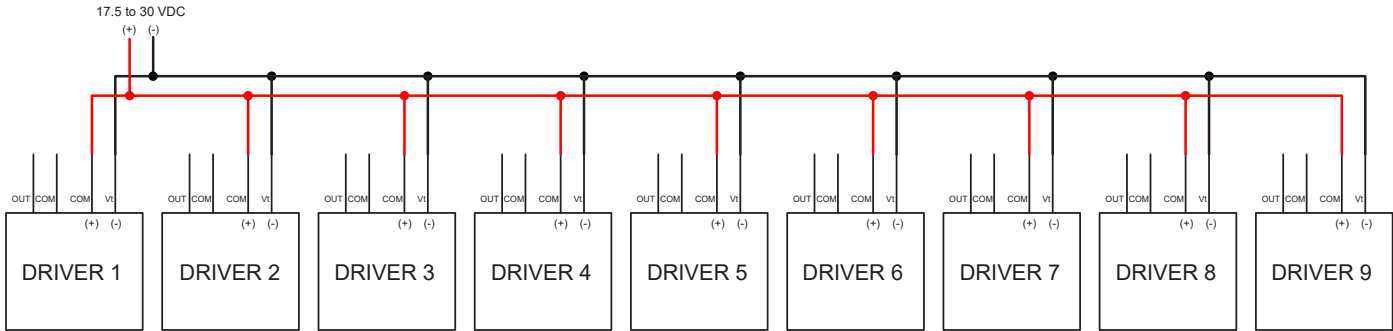 17.5 to 30 VDC
(+) (-)
OUT COM COM Vt OUT COM COM Vt OUT COM COM Vt OUT COM COM Vt OUT COM COM Vt OUT COM COM Vt OUT COM COM Vt OUT COM COM Vt OUT COM COM Vt
(+) (-) (+) (-) (+) (-) (+) (-) (+) (-) (+) (-) (+) (-) (+) (-) (+) (-)
DRIVER 1 DRIVER 2 DRIVER 3 DRIVER 4 DRIVER 5 DRIVER 6 DRIVER 7 DRIVER 8 DRIVER 9